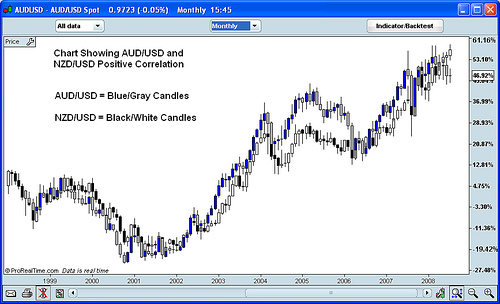 AUDUSD - AUD/USD Spot 0.9723 (-0.05%) Monthly 15:45
All data Monthly Indicator/Backtest
Price
Chart Showing AUD/USD and
NZD/USD Positive Correlation
AUD/USD = Blue/Gray Candles
NZD/USD = Black/White Candles
61.16%
53.10%
46.92%
36.99%
28.93%
20.87%
12.81%
4.75%
-3.30%
-11.36%
-19.42%
-27.48%
© ProRealTime.com Data is real time
1999 2000 2001 2002 2003 2004 2005 2006 2007 2008